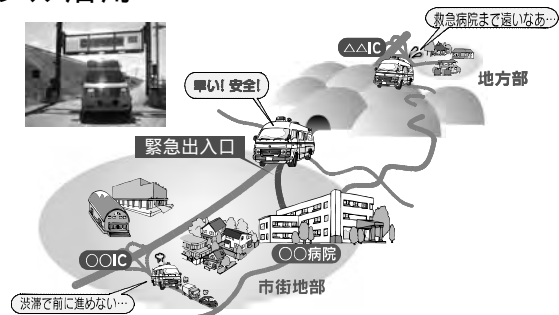 救急病院まで遠いなあ…
△△IC
地方部
早い! 安全!
緊急出入口
○○IC
○○病院
市街地部
渋滞で前に進めない…